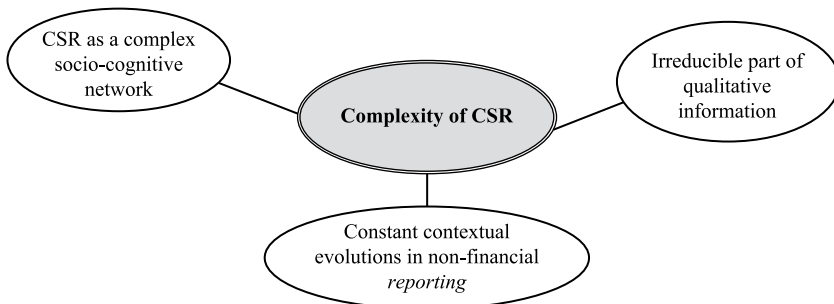 CSR as a complex
socio-cognitive
network
Complexity of CSR
Irreducible part of
qualitative
information
Constant contextual
evolutions in non-financial
reporting